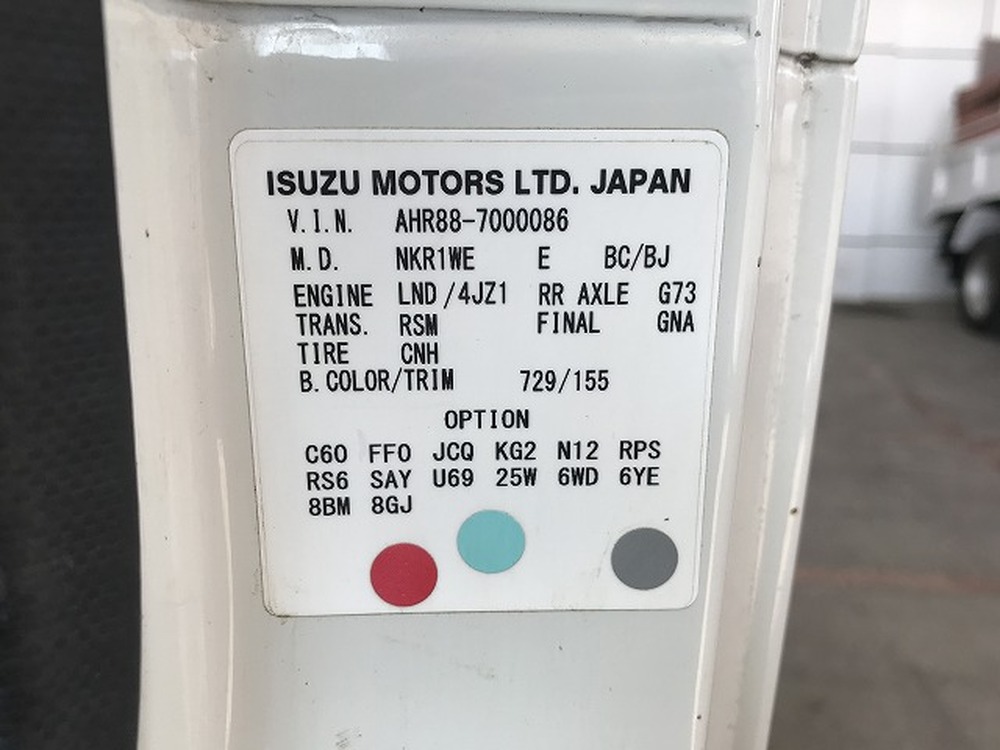 ISUZU MOTORS LTD. JAPAN
V.I.N. AHR88-7000086
M.D. NKR1WE E BC/BJ
ENGINE LND/4JZ1 RR AXLE G73
TRANS. RSM FINAL GNA
TIRE CNH
B.COLOR/TRIM 729/155
OPTION
C60 FF0 JCQ KG2 N12 RPS
RS6 SAY U69 25W 6WD 6YE
8BM 8GJ